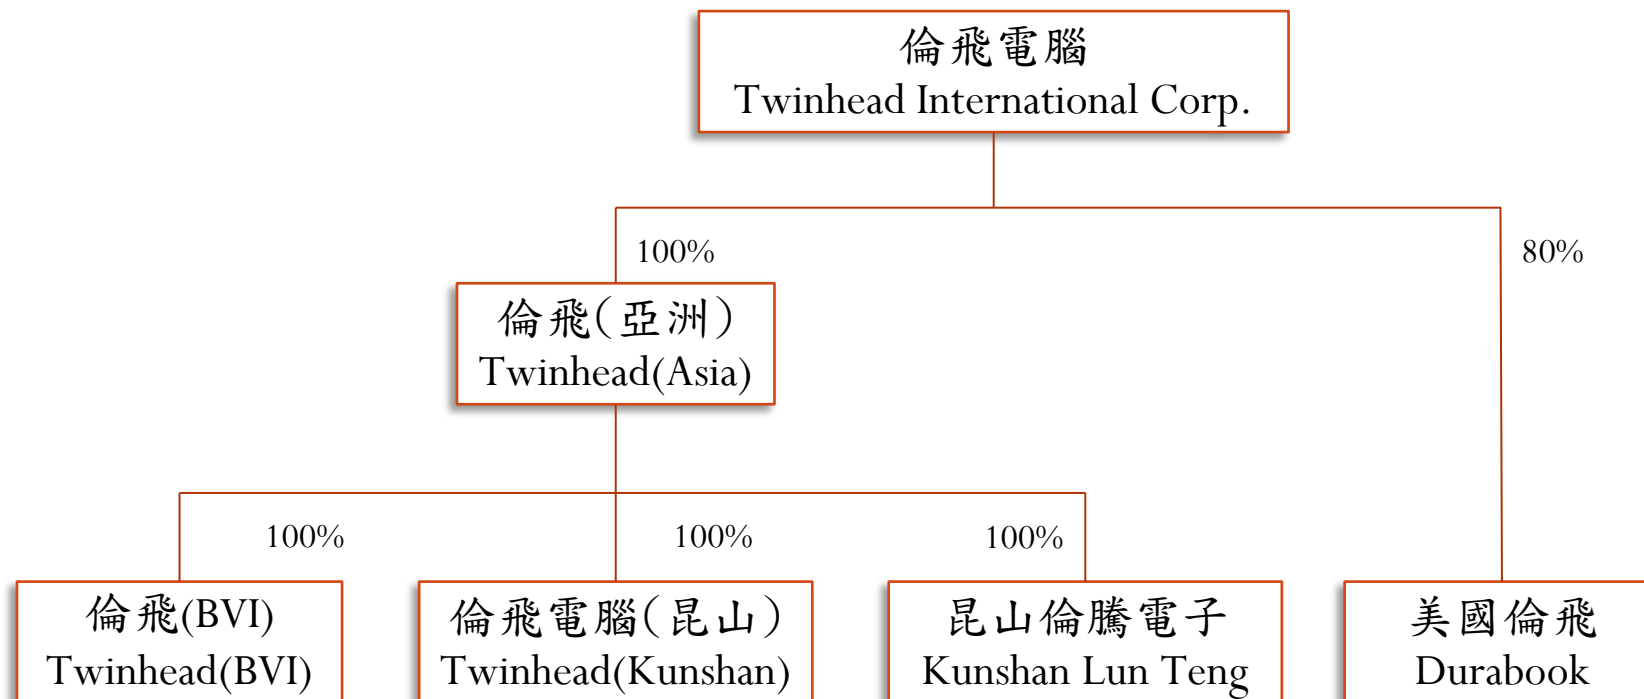 倫飛電腦
Twinhead International Corp.
100%
80%
倫飛(亞洲)
Twinhead(Asia)
100%
100%
100%
倫飛(BVI)
Twinhead(BVI)
倫飛電腦(昆山)
Twinhead(Kunshan)
昆山倫騰電子
Kunshan Lun Teng
美國倫飛
Durabook